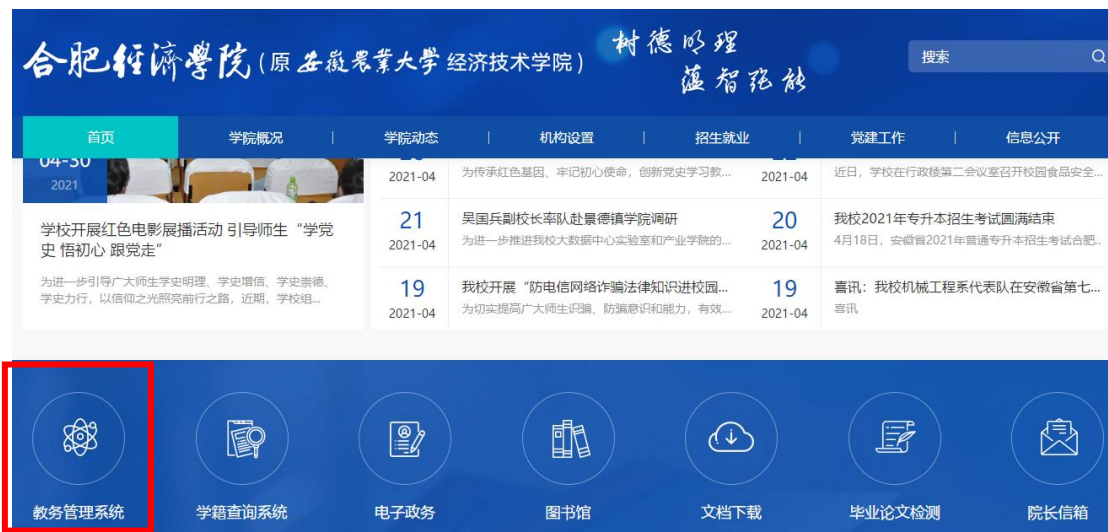 合肥经济學院(原 安徽农業大學 经济技术学院)
树德明理
蕴智强能
搜索
首页
学院概况
学院动态
机构设置
招生就业
党建工作
信息公开
04-30
2021
学校开展红色电影展播活动 引导师生“学党
史 悟初心 跟党走”
为进一步引导广大师生学史明理、学史增信、学史崇德、
学史力行，以信仰之光照亮前行之路，近期，学校组...
2021-04
为传承红色基因、牢记初心使命，创新党史学习教...
21
2021-04
吴国兵副校长率队赴景德镇学院调研
为进一步推进我校大数据中心实验室和产业学院的...
19
2021-04
我校开展“防电信网络诈骗法律知识进校园...
为切实提高广大师生识骗、防骗意识和能力，有效...
2021-04
近日，学校在行政楼第二会议室召开校园食品安全...
20
2021-04
我校2021年专升本招生考试圆满结束
4月18日，安徽省2021年普通专升本招生考试合肥..
19
2021-04
喜讯：我校机械工程系代表队在安徽省第七...
喜讯
教务管理系统
学籍查询系统
电子政务
图书馆
文档下载
毕业论文检测
院长信箱